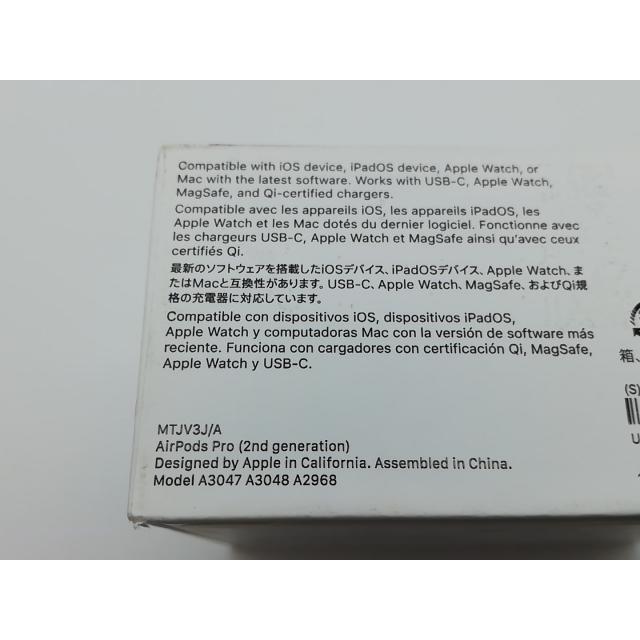 Compatible with iOS device, iPadOS device, Apple Watch, or
Mac with the latest software. Works with USB-C, Apple Watch,
MagSafe, and Qi-certified chargers.
Compatible avec les appareils iOS, les appareils iPadOS, les
Apple Watch et les Mac dotés du dernier logiciel. Fonctionne avec
les chargeurs USB-C, Apple Watch et MagSafe ainsi qu'avec ceux
certifiés Qi.
最新のソフトウェアを搭載したiOSデバイス、iPadOSデバイス、Apple Watch、ま
たはMacと互換性があります。USB-C、Apple Watch、MagSafe、およびQi規
格の充電器に対応しています。
Compatible con dispositivos iOS, dispositivos iPadOS,
Apple Watch y computadoras Mac con la versión de software más
reciente. Funciona con cargadores con certificación Qi, MagSafe,
Apple Watch y USB-C.
MTJV3J/A
AirPods Pro (2nd generation)
Designed by Apple in California. Assembled in China.
Model A3047 A3048 A2968
箱、
(S)
U